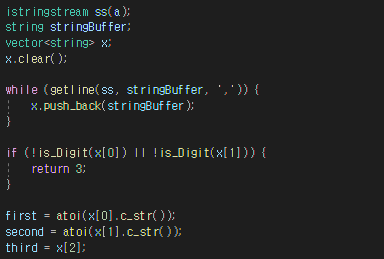 istringstream ss(a);
string stringBuffer;
vector<string> x;
x.clear();
while (getline(ss, stringBuffer, ',')) {
x.push_back(stringBuffer);
}
if (!is_Digit(x[0]) || !is_Digit(x[1])) {
return 3;
}
first = atoi(x[0].c_str());
second = atoi(x[1].c_str());
third = x[2];